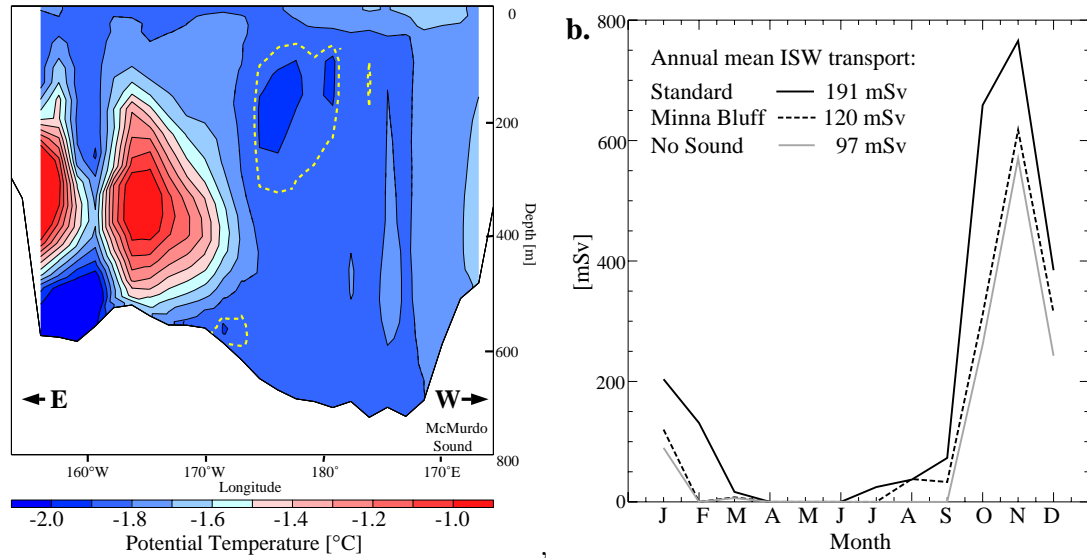 0
200
400
600
800
Depth [m]
E
W
McMurdo
Sound
160°W
170°W
180°
170°E
Longitude
-2.0
-1.8
-1.6
-1.4
-1.2
-1.0
Potential Temperature [°C]
,
b.
800
600
400
200
0
[mSv]
Annual mean ISW transport:
Standard 191 mSv
Minna Bluff 120 mSv
No Sound 97 mSv
J F M A M J J A S O N D
Month